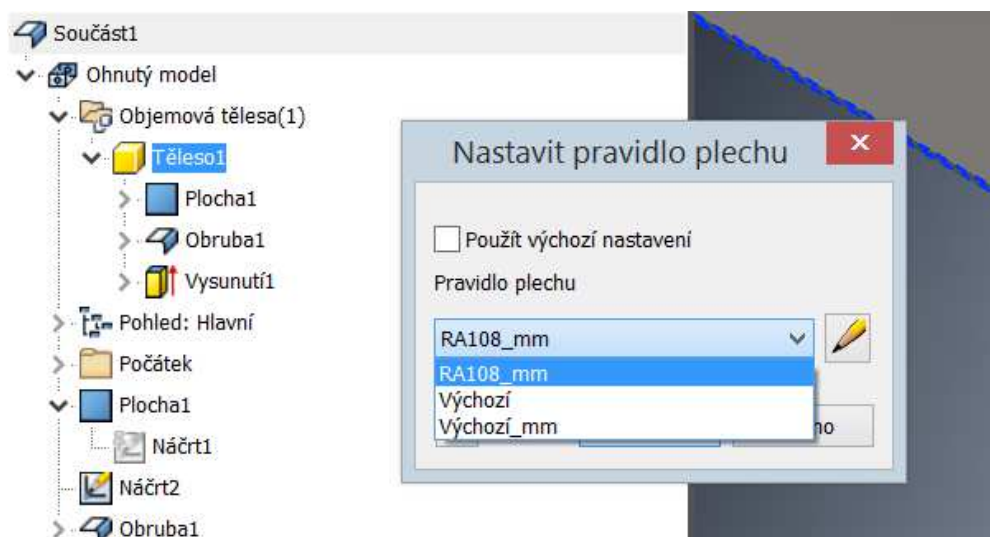 Součást1
Ohnutý model
Objemová tělesa(1)
Těleso1
Plocha1
Obruba1
Vysunutí1
Pohled: Hlavní
Počátek
Plocha1
Náčrt1
Náčrt2
Obruba1
Nastavit pravidlo plechu
Použít výchozí nastavení
Pravidlo plechu
RA108_mm
RA108_mm
Výchozí
Výchozí_mm